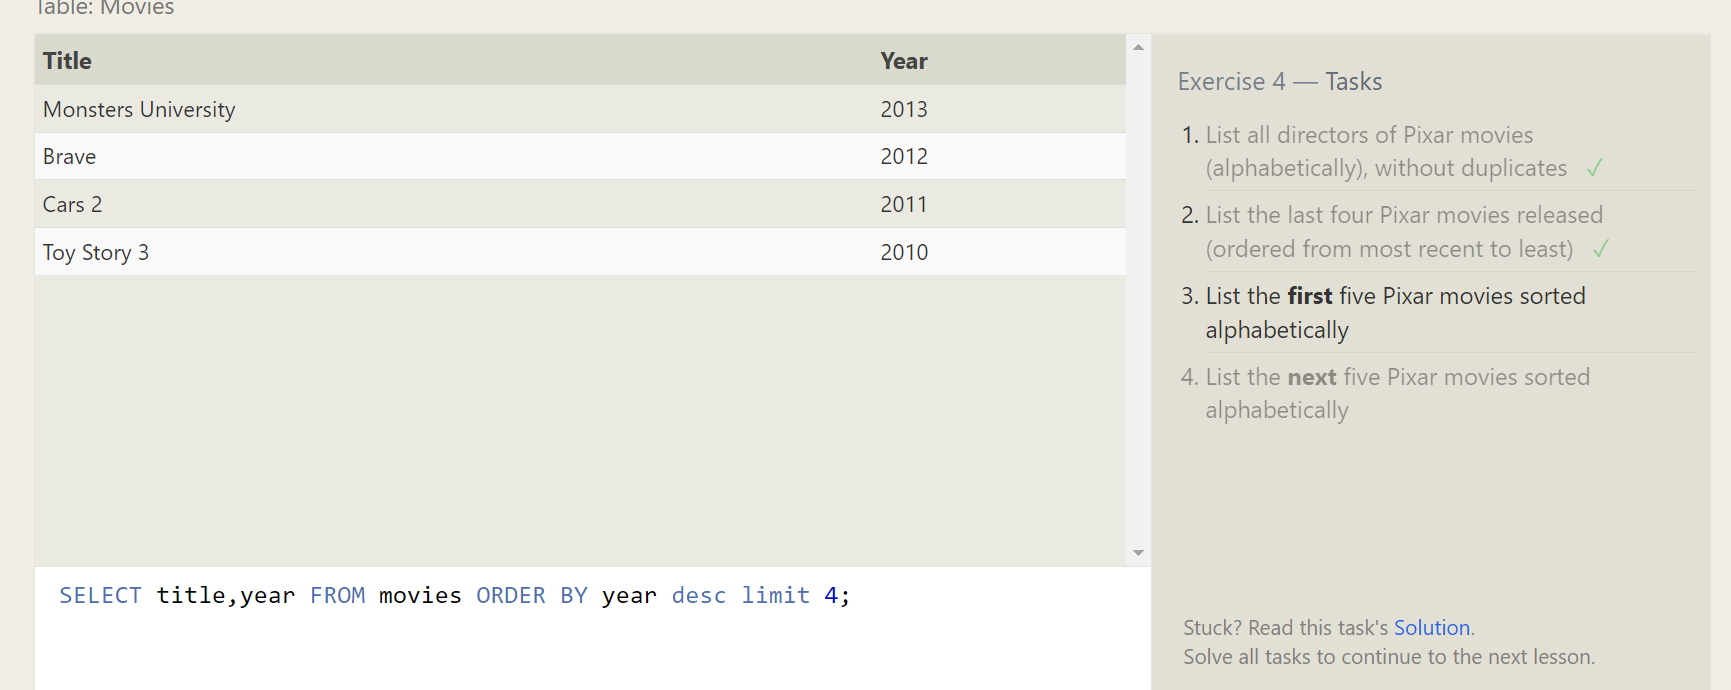 Table: Movies
Title Year
Monsters University 2013
Brave 2012
Cars 2 2011
Toy Story 3 2010
SELECT title,year FROM movies ORDER BY year desc limit 4;
Exercise 4 — Tasks
1. List all directors of Pixar movies
(alphabetically), without duplicates ✓
2. List the last four Pixar movies released
(ordered from most recent to least) ✓
3. List the first five Pixar movies sorted
alphabetically
4. List the next five Pixar movies sorted
alphabetically
Stuck? Read this task's Solution.
Solve all tasks to continue to the next lesson.